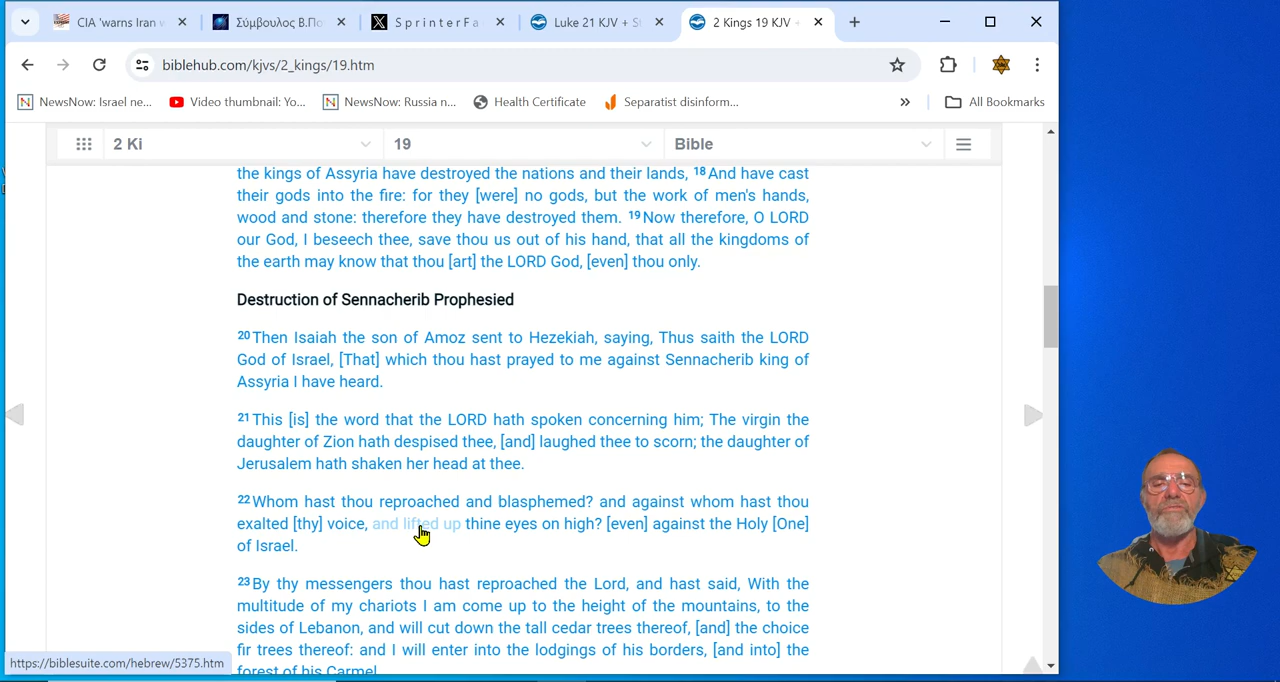 CIA 'warns Iran w
Σύμβουλος Β.Πο
SprinterFa
Luke 21 KJV + St
2 Kings 19 KJV +
biblehub.com/kjvs/2_kings/19.htm
NewsNow: Israel ne...
Video thumbnail: Yo...
NewsNow: Russia n...
Health Certificate
Separatist disinform...
» All Bookmarks
2 Ki 19 Bible
the kings of Assyria have destroyed the nations and their lands, 18 And have cast
their gods into the fire: for they [were] no gods, but the work of men's hands,
wood and stone: therefore they have destroyed them. 19 Now therefore, O LORD
our God, I beseech thee, save thou us out of his hand, that all the kingdoms of
the earth may know that thou [art] the LORD God, [even] thou only.
Destruction of Sennacherib Prophesied
20 Then Isaiah the son of Amoz sent to Hezekiah, saying, Thus saith the LORD
God of Israel, [That] which thou hast prayed to me against Sennacherib king of
Assyria I have heard.
21 This [is] the word that the LORD hath spoken concerning him; The virgin the
daughter of Zion hath despised thee, [and] laughed thee to scorn; the daughter of
Jerusalem hath shaken her head at thee.
22 Whom hast thou reproached and blasphemed? and against whom hast thou
exalted [thy] voice, and lifted up thine eyes on high? [even] against the Holy [One]
of Israel.
23 By thy messengers thou hast reproached the Lord, and hast said, With the
multitude of my chariots I am come up to the height of the mountains, to the
sides of Lebanon, and will cut down the tall cedar trees thereof, [and] the choice
fir trees thereof: and I will enter into the lodgings of his borders, [and into] the
forest of his Carmel.
https://biblesuite.com/hebrew/5375.htm